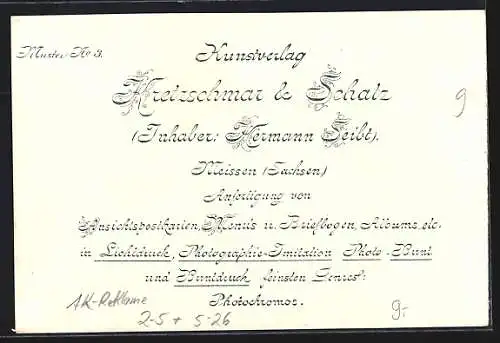 Muster No 3.
Kunstverlag
Kretzschmar & Schatz
(Inhaber: Hermann Seibt).
Meissen (Sachsen)
Anfertigung von
Ansichtspostkarten, Menüs u. Briefbogen, Albums, etc.
in Lichtdruck, Photographie-Imitation Photo-Bunt
und Buntdruck feinsten Genres:
Photochromos.
9
AK-Reklame
2-5 + 5-26
9.-